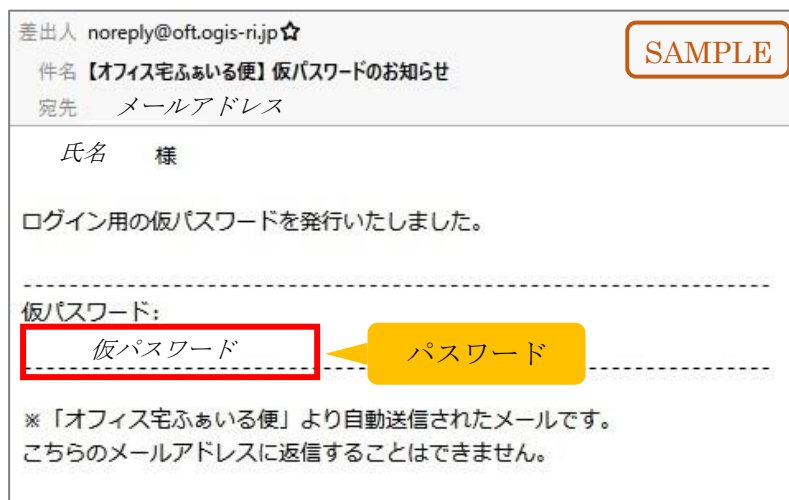 差出人 noreply@oft.ogis-ri.jp☆
SAMPLE
件名 【オフィス宅ふぁいる便】仮パスワードのお知らせ
宛先 メールアドレス
氏名 様
ログイン用の仮パスワードを発行いたしました。
--------------------------------------------------------------------
仮パスワード:
仮パスワード
パスワード
--------------------------------------------------------------------
※「オフィス宅ふぁいる便」より自動送信されたメールです。
こちらのメールアドレスに返信することはできません。